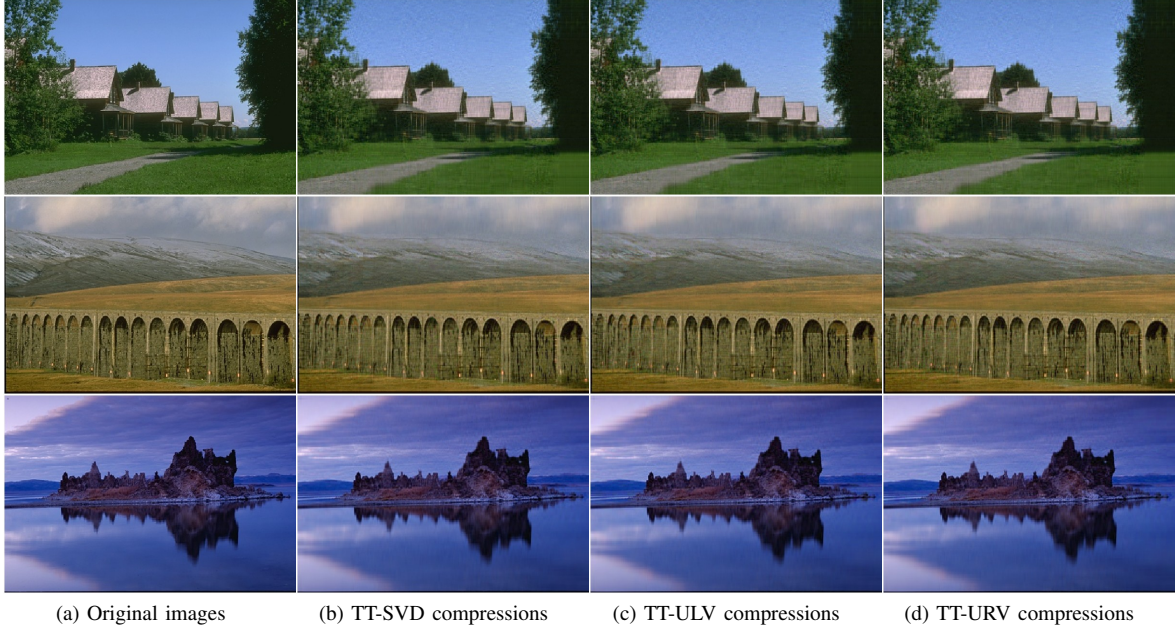 (a) Original images
(b) TT-SVD compressions
(c) TT-ULV compressions
(d) TT-URV compressions